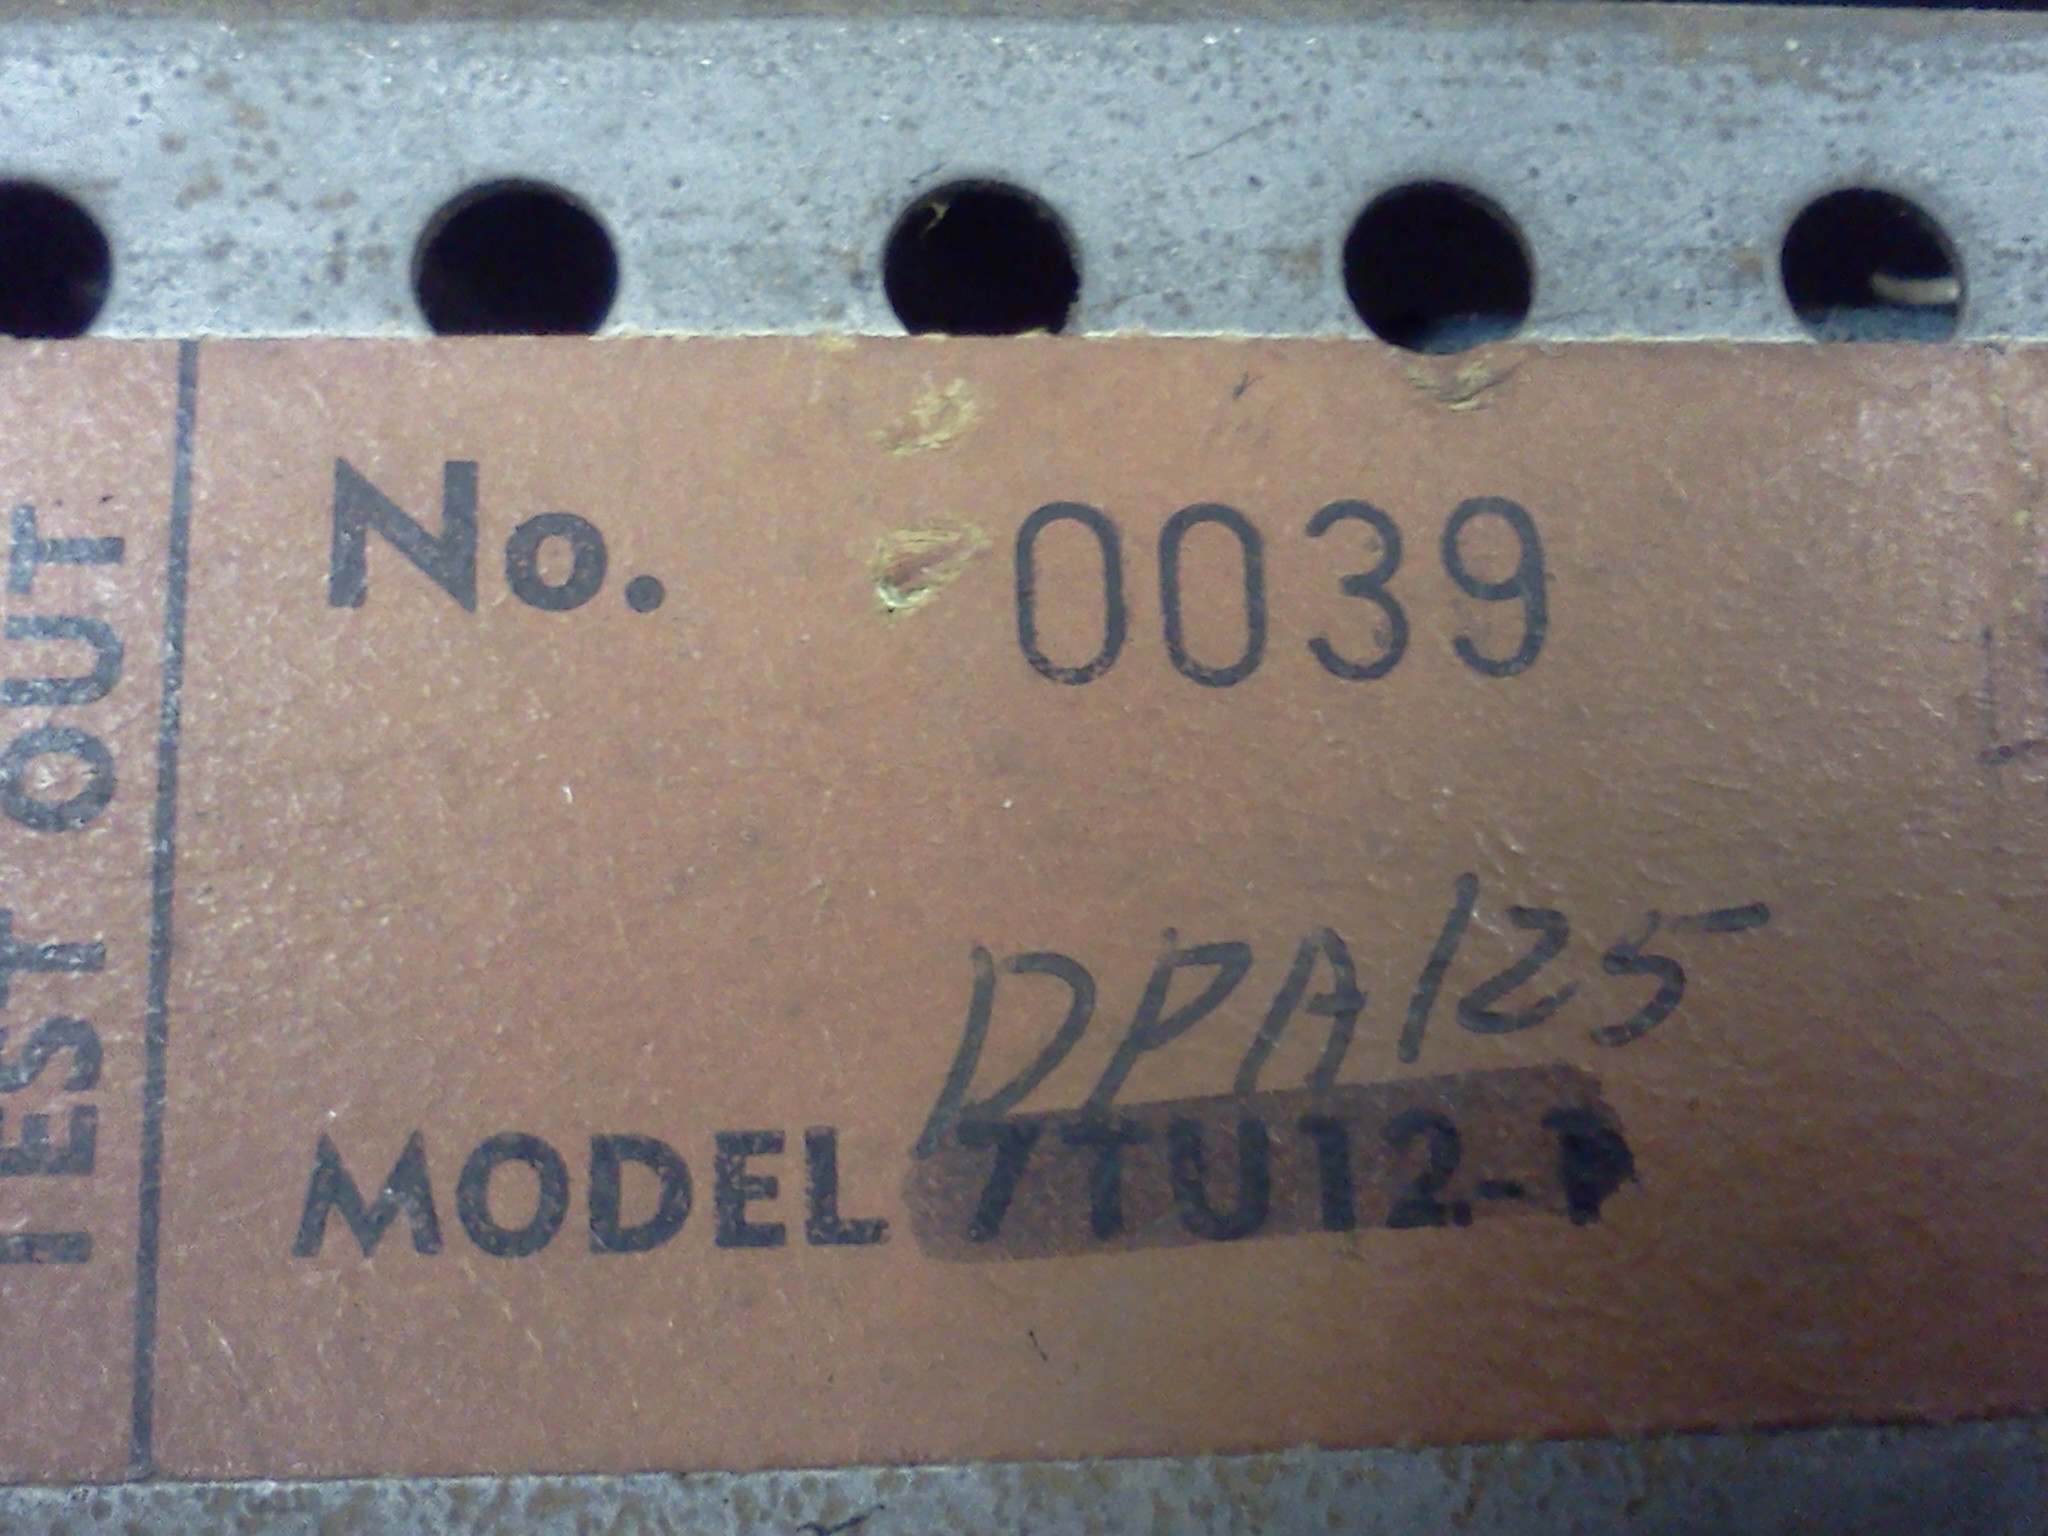 TEST OUT
No. 0039
DPA125
MODEL 7TU12-T